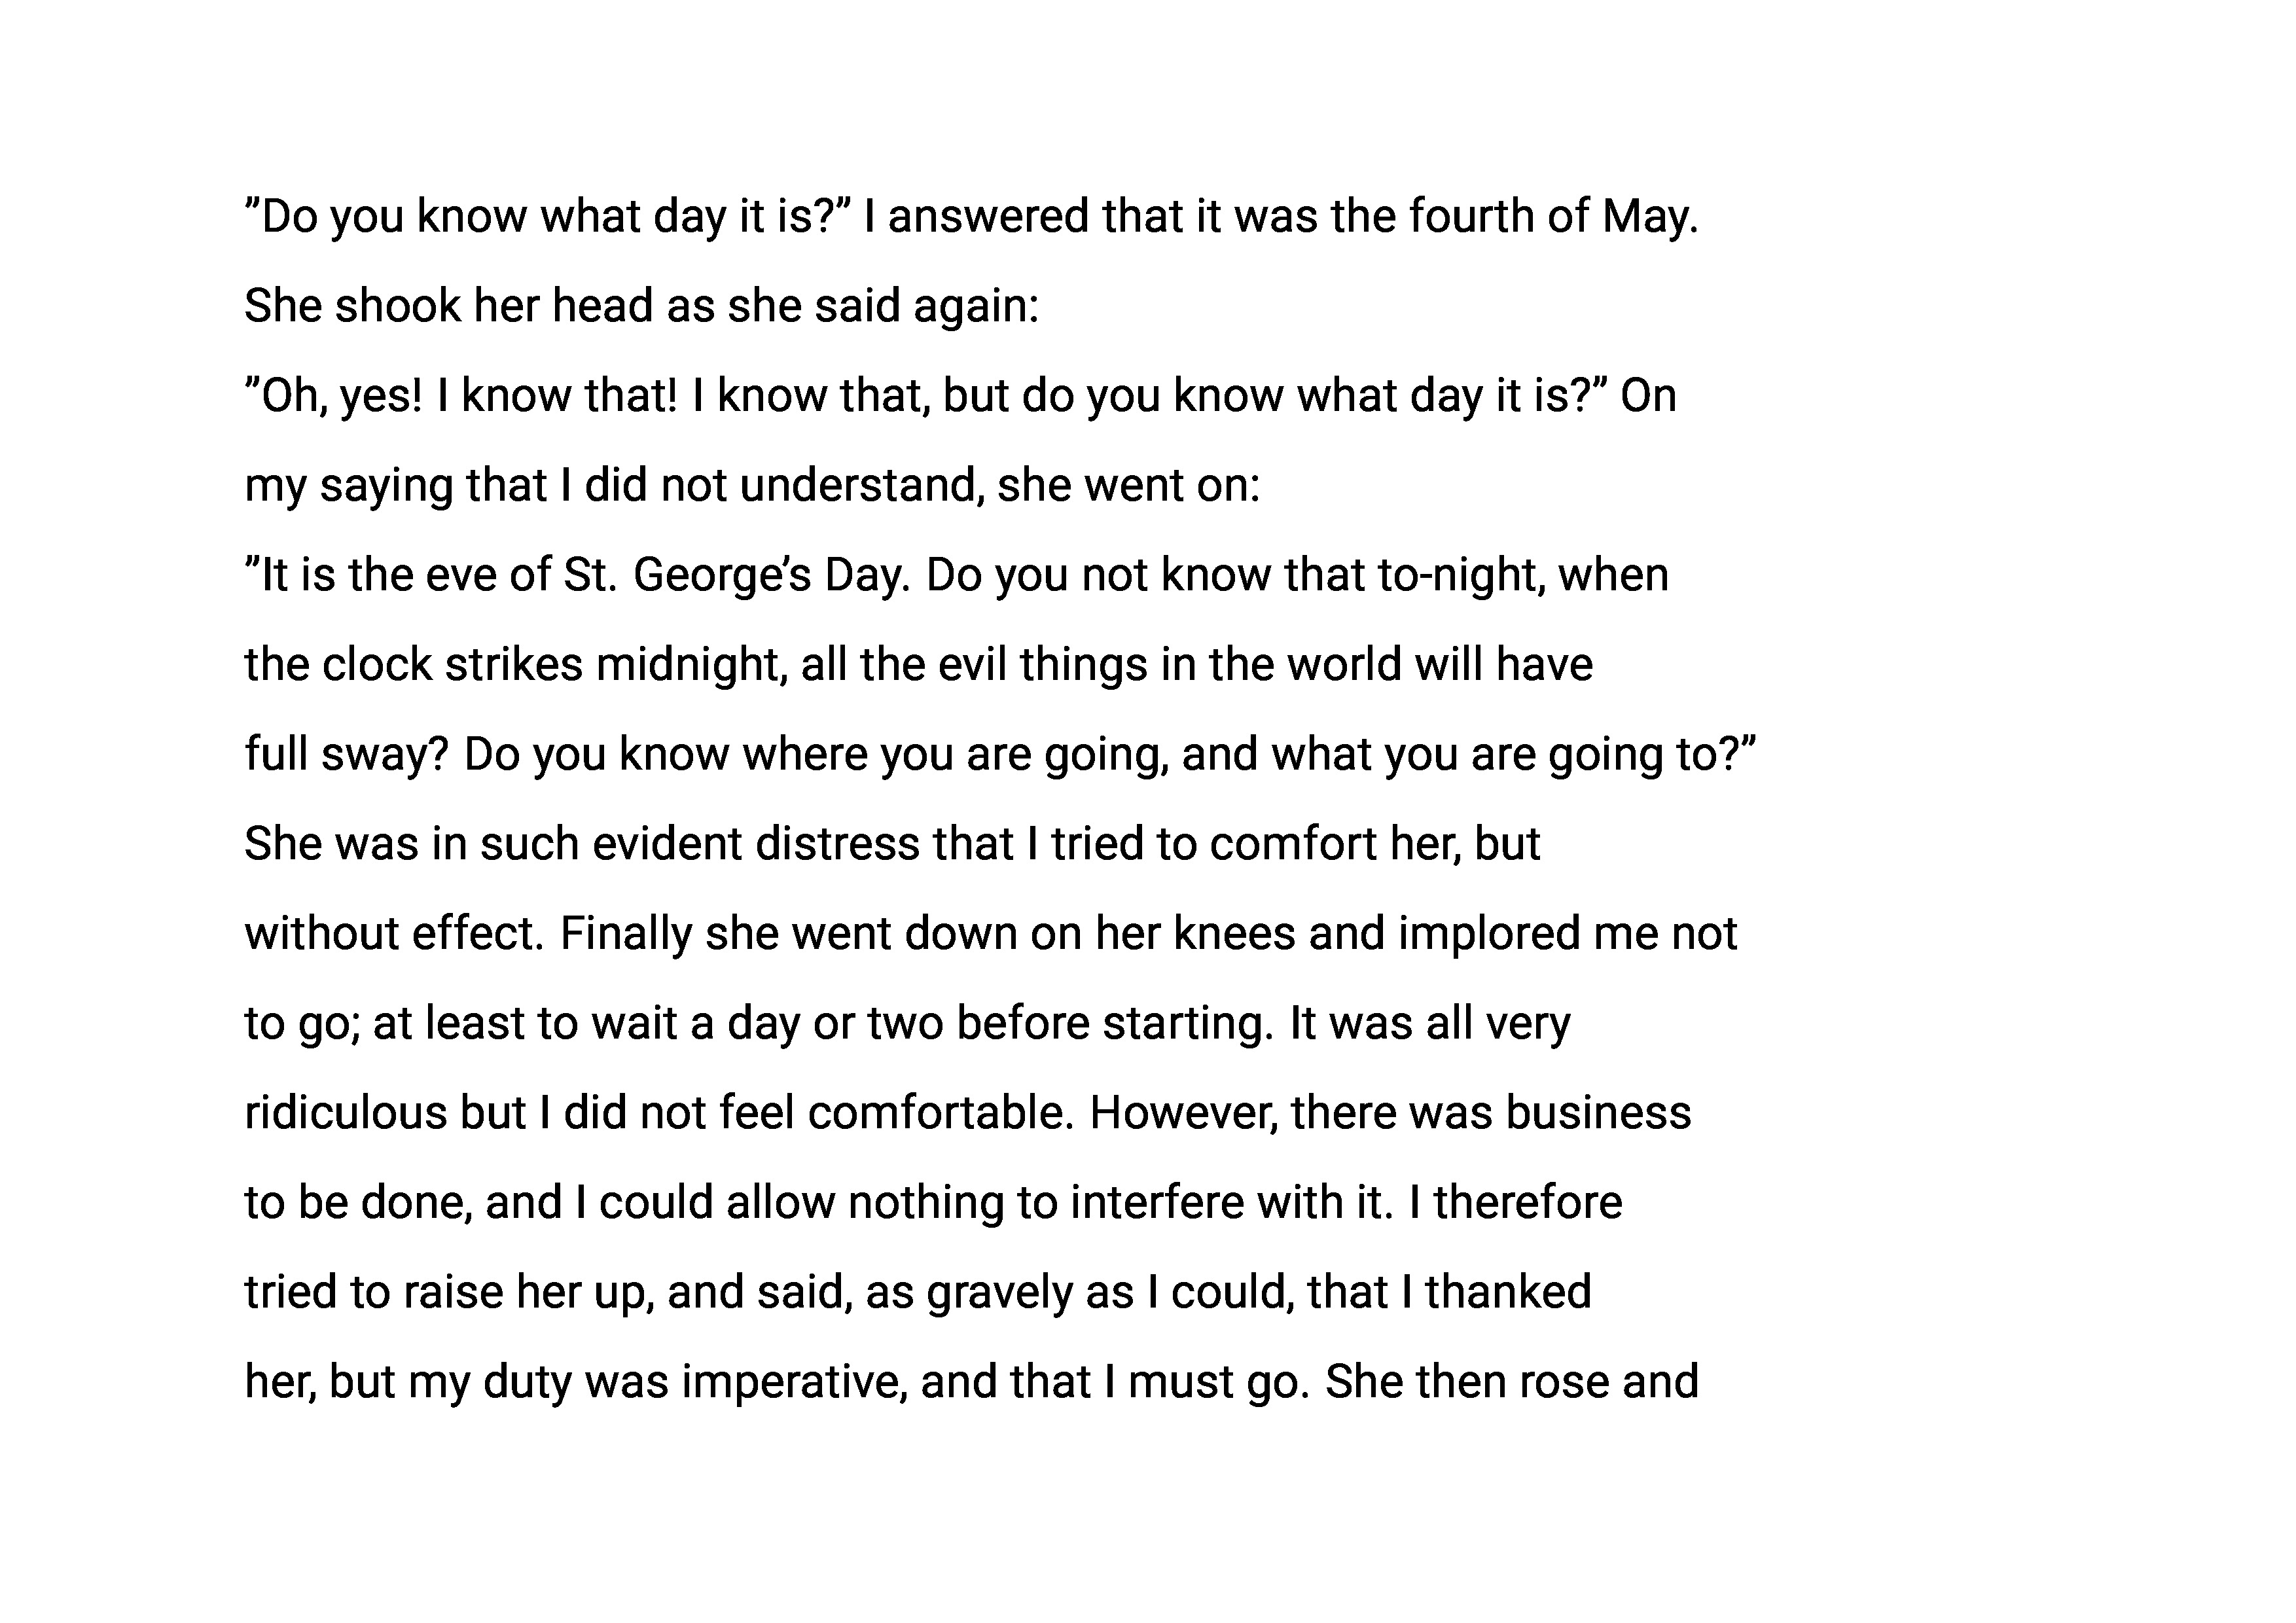 ”Do you know what day it is?” I answered that it was the fourth of May.
She shook her head as she said again:
”Oh, yes! I know that! I know that, but do you know what day it is?” On
my saying that I did not understand, she went on:
”It is the eve of St. George’s Day. Do you not know that to-night, when
the clock strikes midnight, all the evil things in the world will have
full sway? Do you know where you are going, and what you are going to?”
She was in such evident distress that I tried to comfort her, but
without effect. Finally she went down on her knees and implored me not
to go; at least to wait a day or two before starting. It was all very
ridiculous but I did not feel comfortable. However, there was business
to be done, and I could allow nothing to interfere with it. I therefore
tried to raise her up, and said, as gravely as I could, that I thanked
her, but my duty was imperative, and that I must go. She then rose and